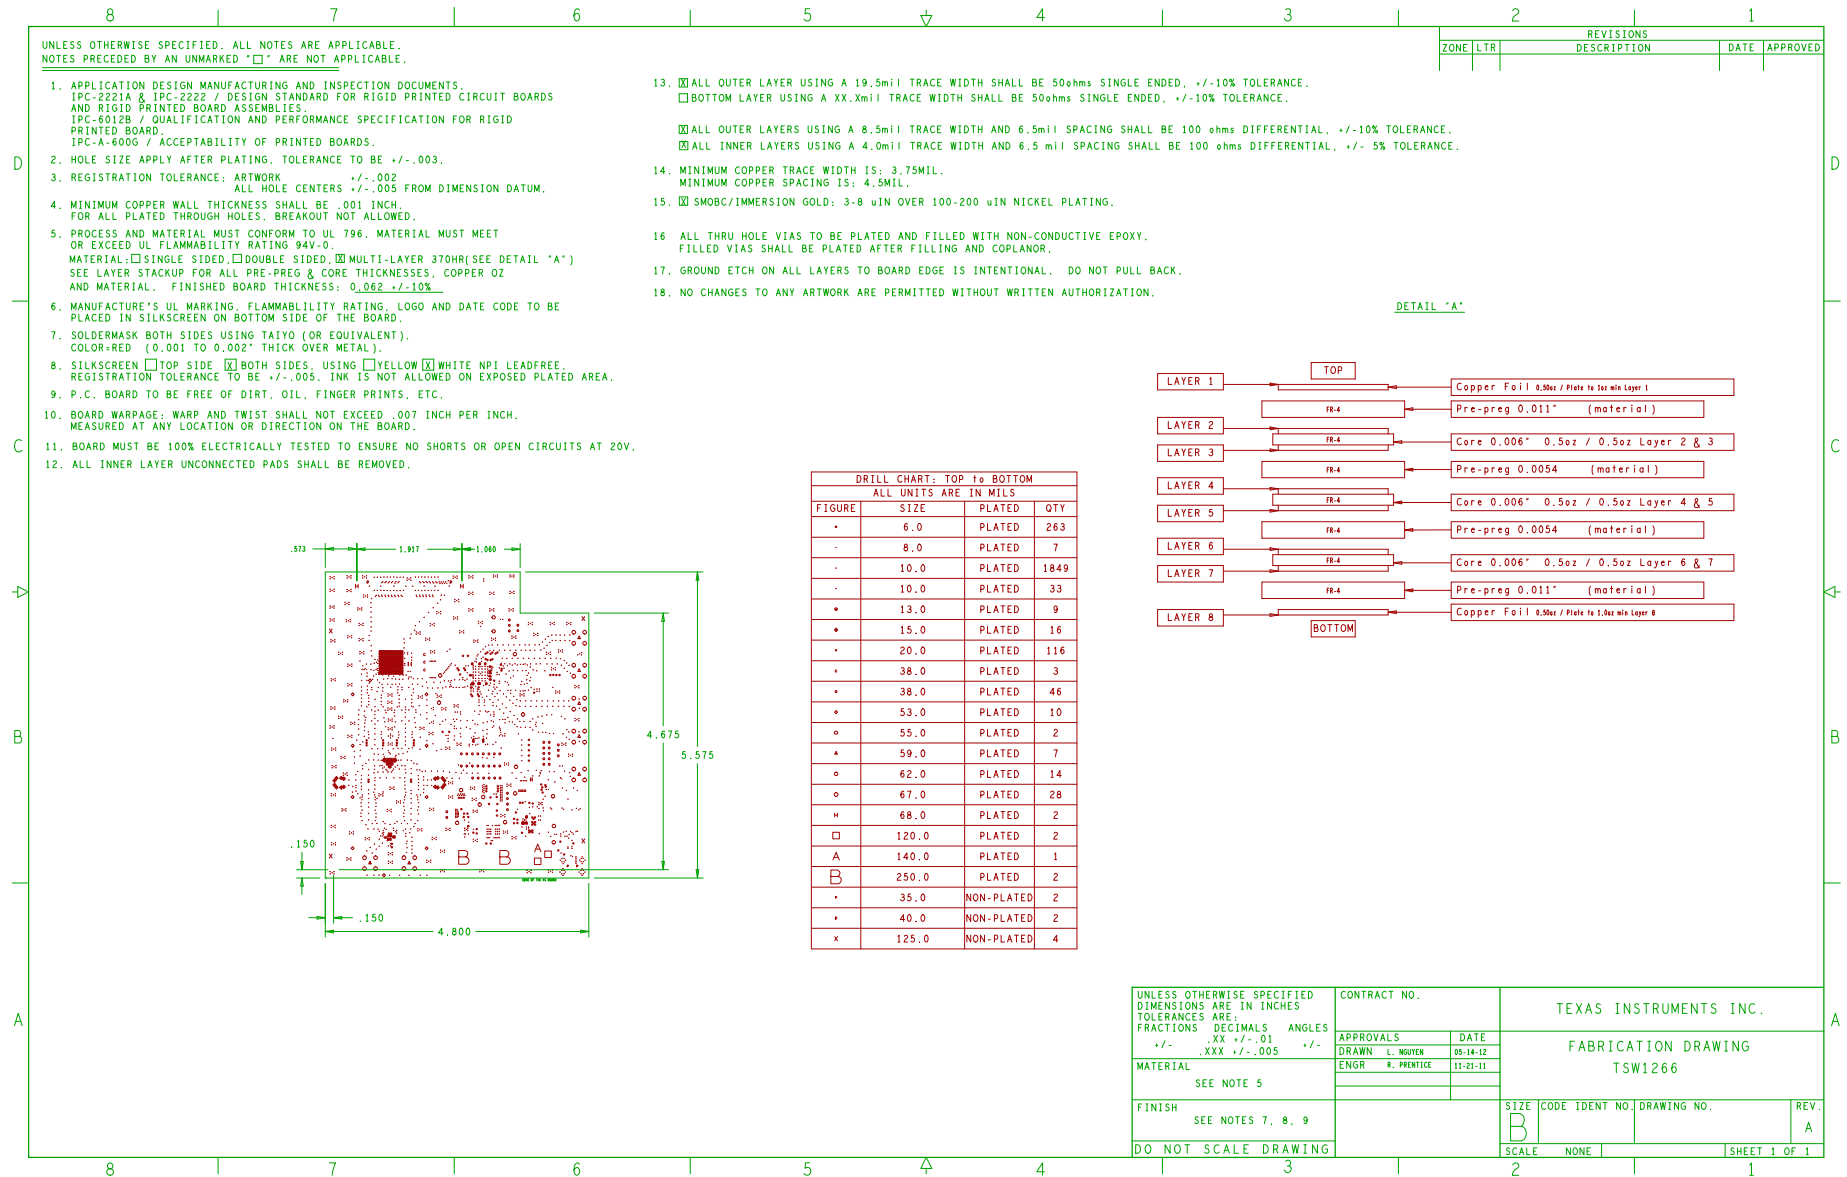 8 7 6 5 4 3 2 1
UNLESS OTHERWISE SPECIFIED. ALL NOTES ARE APPLICABLE.
NOTES PRECEDED BY AN UNMARKED "☐" ARE NOT APPLICABLE.
1. APPLICATION DESIGN MANUFACTURING AND INSPECTION DOCUMENTS.
IPC-2221A & IPC-2222 / DESIGN STANDARD FOR RIGID PRINTED CIRCUIT BOARDS
AND RIGID PRINTED BOARD ASSEMBLIES.
IPC-6012B / QUALIFICATION AND PERFORMANCE SPECIFICATION FOR RIGID
PRINTED BOARD.
IPC-A-600G / ACCEPTABILITY OF PRINTED BOARDS.
2. HOLE SIZE APPLY AFTER PLATING. TOLERANCE TO BE +/-.003.
3. REGISTRATION TOLERANCE: ARTWORK +/-.002
ALL HOLE CENTERS +/-.005 FROM DIMENSION DATUM.
4. MINIMUM COPPER WALL THICKNESS SHALL BE .001 INCH.
FOR ALL PLATED THROUGH HOLES. BREAKOUT NOT ALLOWED.
5. PROCESS AND MATERIAL MUST CONFORM TO UL 796. MATERIAL MUST MEET
OR EXCEED UL FLAMMABILITY RATING 94V-0.
MATERIAL: ☐ SINGLE SIDED, ☐ DOUBLE SIDED, ☒ MULTI-LAYER 370HR(SEE DETAIL "A")
SEE LAYER STACKUP FOR ALL PRE-PREG & CORE THICKNESSES, COPPER OZ
AND MATERIAL. FINISHED BOARD THICKNESS: 0.062 +/-10%
6. MANUFACTURE'S UL MARKING, FLAMMABLILITY RATING, LOGO AND DATE CODE TO BE
PLACED IN SILKSCREEN ON BOTTOM SIDE OF THE BOARD.
7. SOLDERMASK BOTH SIDES USING TAIYO (OR EQUIVALENT).
COLOR=RED (0.001 TO 0.002" THICK OVER METAL).
8. SILKSCREEN ☐ TOP SIDE ☒ BOTH SIDES. USING ☐ YELLOW ☒ WHITE NPI LEADFREE.
REGISTRATION TOLERANCE TO BE +/-.005. INK IS NOT ALLOWED ON EXPOSED PLATED AREA.
9. P.C. BOARD TO BE FREE OF DIRT, OIL, FINGER PRINTS, ETC.
10. BOARD WARPAGE: WARP AND TWIST SHALL NOT EXCEED .007 INCH PER INCH.
MEASURED AT ANY LOCATION OR DIRECTION ON THE BOARD.
11. BOARD MUST BE 100% ELECTRICALLY TESTED TO ENSURE NO SHORTS OR OPEN CIRCUITS AT 20V.
12. ALL INNER LAYER UNCONNECTED PADS SHALL BE REMOVED.
13. ☒ ALL OUTER LAYER USING A 19.5mil TRACE WIDTH SHALL BE 50ohms SINGLE ENDED, +/-10% TOLERANCE.
☐ BOTTOM LAYER USING A XX.Xmil TRACE WIDTH SHALL BE 50ohms SINGLE ENDED, +/-10% TOLERANCE.
☒ ALL OUTER LAYERS USING A 8.5mil TRACE WIDTH AND 6.5mil SPACING SHALL BE 100 ohms DIFFERENTIAL, +/-10% TOLERANCE.
☒ ALL INNER LAYERS USING A 4.0mil TRACE WIDTH AND 6.5 mil SPACING SHALL BE 100 ohms DIFFERENTIAL, +/- 5% TOLERANCE.
14. MINIMUM COPPER TRACE WIDTH IS: 3.75MIL.
MINIMUM COPPER SPACING IS: 4.5MIL.
15. ☒ SMOBC/IMMERSION GOLD: 3-8 uIN OVER 100-200 uIN NICKEL PLATING.
16 ALL THRU HOLE VIAS TO BE PLATED AND FILLED WITH NON-CONDUCTIVE EPOXY.
FILLED VIAS SHALL BE PLATED AFTER FILLING AND COPLANOR.
17. GROUND ETCH ON ALL LAYERS TO BOARD EDGE IS INTENTIONAL. DO NOT PULL BACK.
18. NO CHANGES TO ANY ARTWORK ARE PERMITTED WITHOUT WRITTEN AUTHORIZATION.
REVISIONS
ZONE LTR DESCRIPTION DATE APPROVED
D D
C C
B B
A A
DETAIL "A"
TOP
LAYER 1 Copper Foil 0.50oz / Plate to 1oz min Layer 1
FR-4 Pre-preg 0.011" (material)
LAYER 2
FR-4 Core 0.006" 0.5oz / 0.5oz Layer 2 & 3
LAYER 3
FR-4 Pre-preg 0.0054 (material)
LAYER 4
FR-4 Core 0.006" 0.5oz / 0.5oz Layer 4 & 5
LAYER 5
FR-4 Pre-preg 0.0054 (material)
LAYER 6
FR-4 Core 0.006" 0.5oz / 0.5oz Layer 6 & 7
LAYER 7
FR-4 Pre-preg 0.011" (material)
LAYER 8 Copper Foil 0.50oz / Plate to 1.0oz min Layer 8
BOTTOM
DRILL CHART: TOP to BOTTOM
ALL UNITS ARE IN MILS
FIGURE SIZE PLATED QTY
6.0 PLATED 263
8.0 PLATED 7
10.0 PLATED 1849
10.0 PLATED 33
13.0 PLATED 9
15.0 PLATED 16
20.0 PLATED 116
38.0 PLATED 3
38.0 PLATED 46
53.0 PLATED 10
55.0 PLATED 2
59.0 PLATED 7
62.0 PLATED 14
67.0 PLATED 28
H 68.0 PLATED 2
120.0 PLATED 2
A 140.0 PLATED 1
B 250.0 PLATED 2
35.0 NON-PLATED 2
40.0 NON-PLATED 2
X 125.0 NON-PLATED 4
.573 1.917 1.060
4.675
5.575
.150
.150
4.800
H H
X X
B B A
X X
UNLESS OTHERWISE SPECIFIED
DIMENSIONS ARE IN INCHES
TOLERANCES ARE:
FRACTIONS DECIMALS ANGLES
+/- .XX +/-.01 +/-
.XXX +/-.005
MATERIAL
SEE NOTE 5
FINISH
SEE NOTES 7, 8, 9
DO NOT SCALE DRAWING
CONTRACT NO.
APPROVALS DATE
DRAWN L. NGUYEN 05-14-12
ENGR R. PRENTICE 11-21-11
TEXAS INSTRUMENTS INC.
FABRICATION DRAWING
TSW1266
SIZE CODE IDENT NO. DRAWING NO. REV.
B A
SCALE NONE SHEET 1 OF 1
8 7 6 5 4 3 2 1